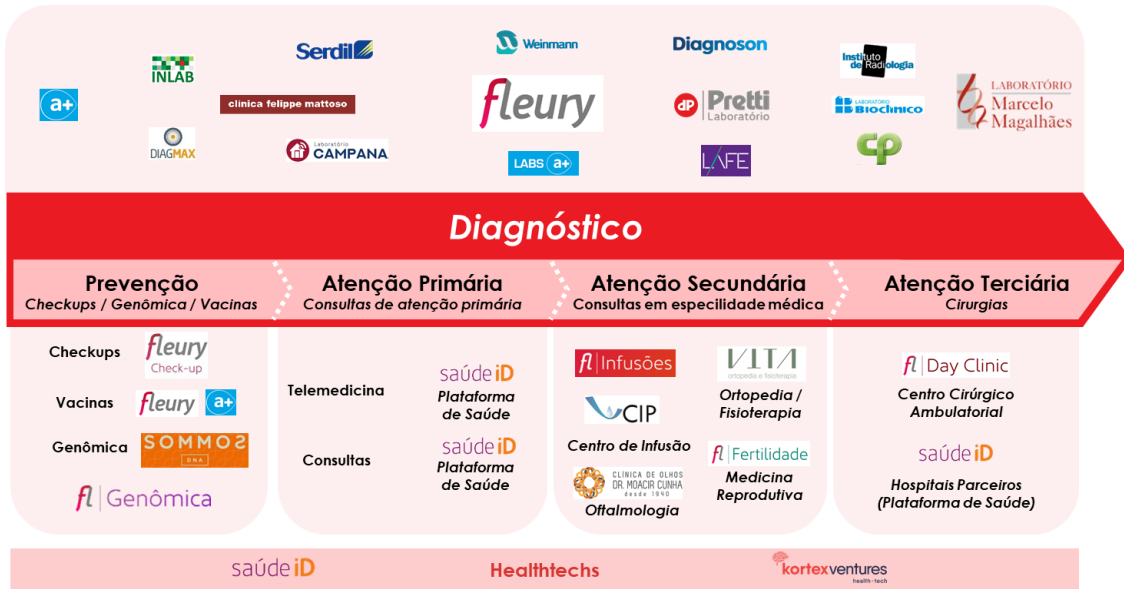 a+
INLAB
DIAGMAX
Serdil
clinica felippe mattoso
Laboratório
CAMPANA
Weinmann
fleury
LABS a+
Diagnoson
dp Pretti
Laboratório
LAFE
Instituto
de Radiologia
LABORATÓRIO
Bioclínico
cp
LABORATÓRIO
Marcelo
Magalhães
Diagnóstico
Prevenção
Checkups / Genômica / Vacinas
Atenção Primária
Consultas de atenção primária
Atenção Secundária
Consultas em especilidade médica
Atenção Terciária
Cirurgias
Checkups
fleury
Check-up
Vacinas
fleury a+
Genômica
SOMMOS
DNA
fl Genômica
Telemedicina
saúde iD
Plataforma
de Saúde
Consultas
saúde iD
Plataforma
de Saúde
fl Infusões
CIP
Centro de Infusão
CLÍNICA DE OLHOS
DR. MOACIR CUNHA
desde 1940
Oftalmologia
VITA
ortopedia e fisioterapia
Ortopedia /
Fisioterapia
fl Fertilidade
Medicina
Reprodutiva
fl Day Clinic
Centro Cirúrgico
Ambulatorial
saúde iD
Hospitais Parceiros
(Plataforma de Saúde)
saúde iD
Healthtechs
kortexventures
health·tech